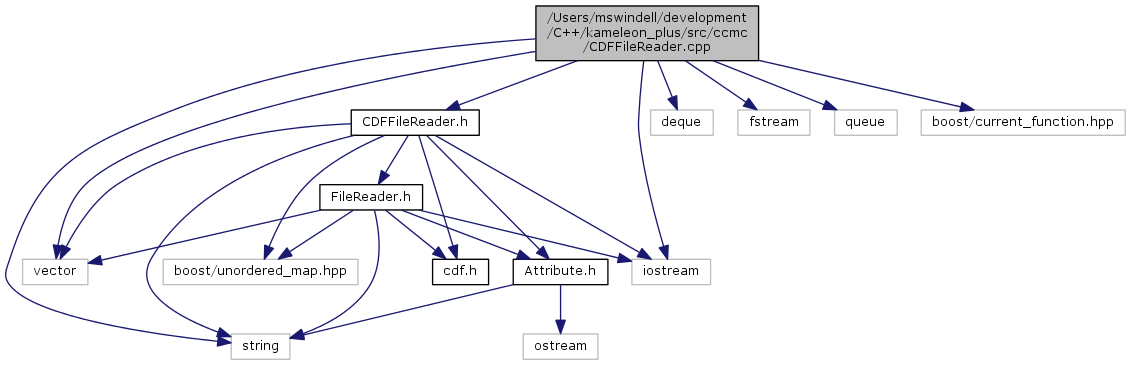 /Users/mswindell/development
/C++/kameleon_plus/src/ccmc
/CDFFileReader.cpp
CDFFileReader.h
deque
fstream
queue
boost/current_function.hpp
FileReader.h
vector
boost/unordered_map.hpp
cdf.h
Attribute.h
iostream
string
ostream